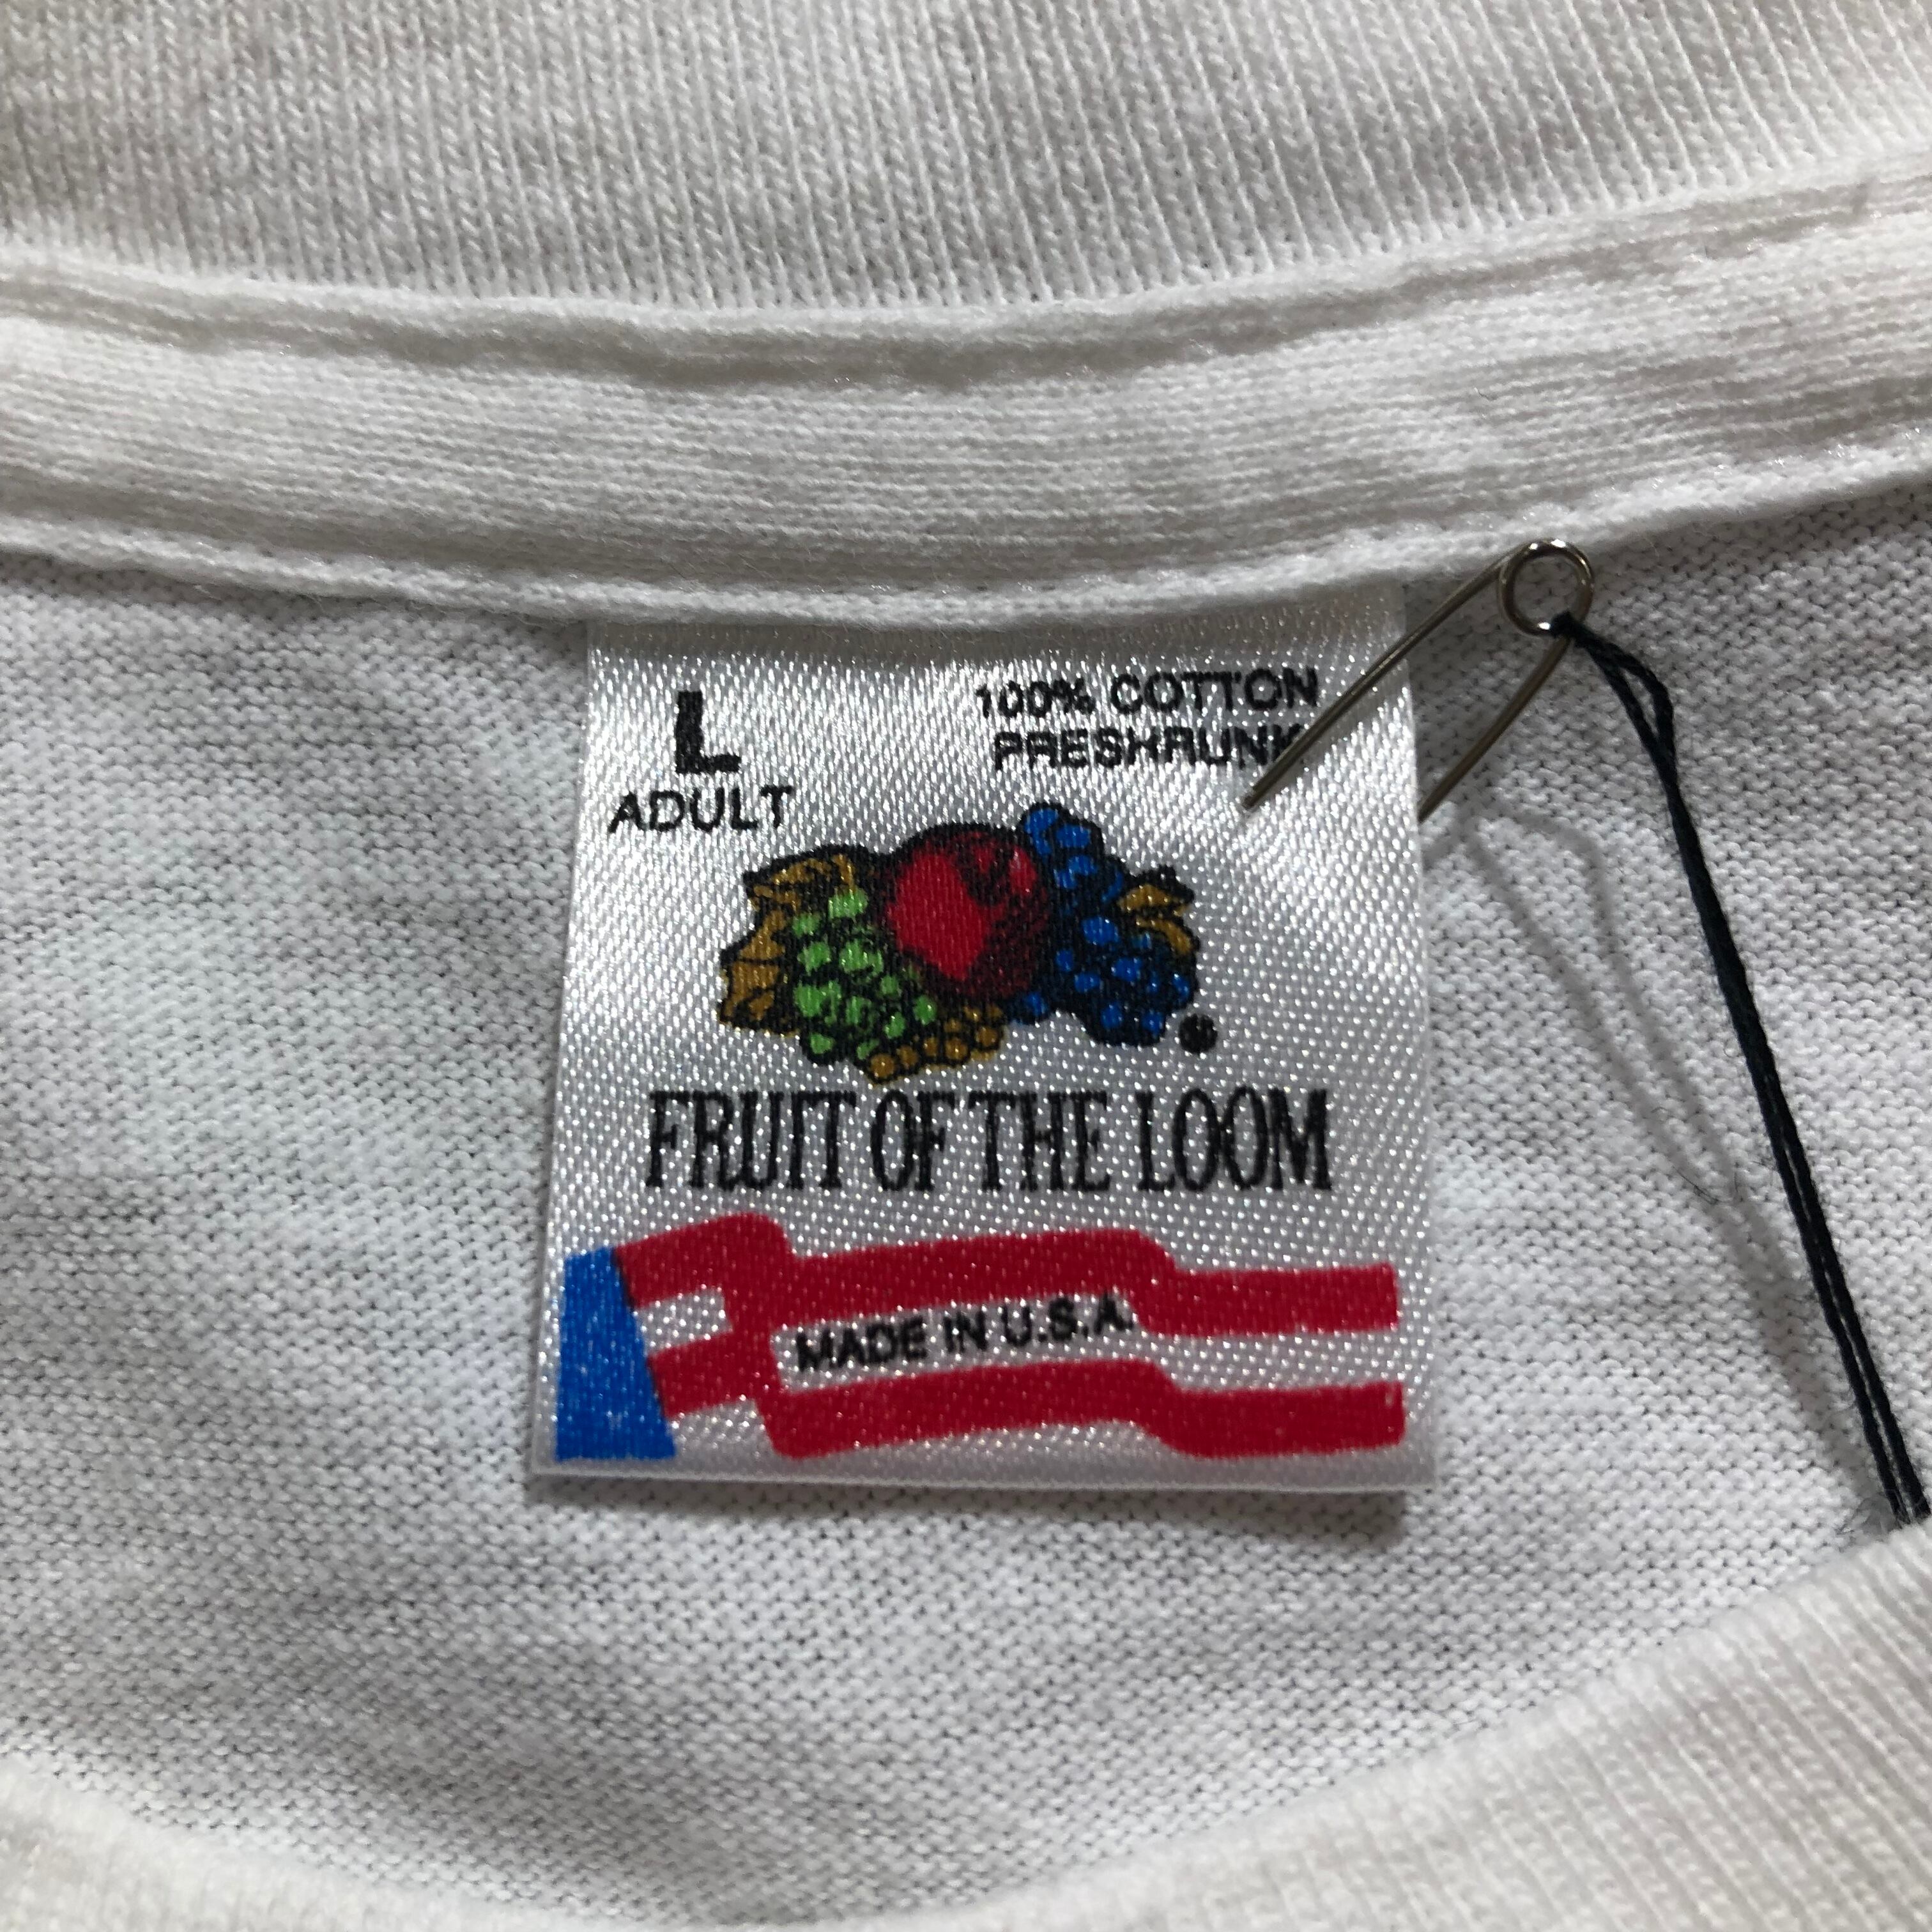 L
ADULT
100% COTTON
PRESHRUNK
FRUIT OF THE LOOM
MADE IN U.S.A.